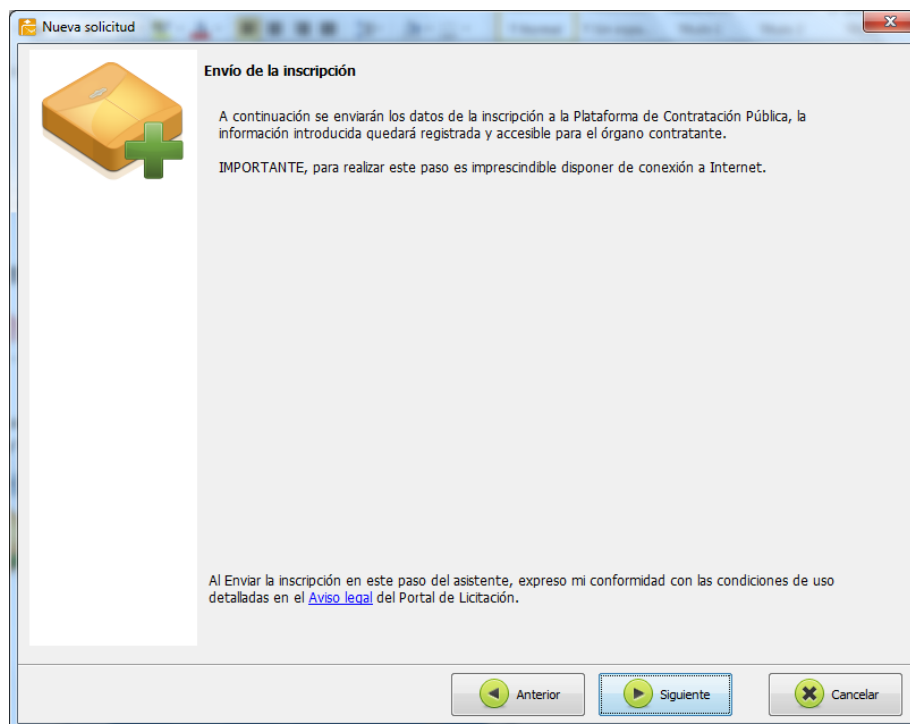 Nueva solicitud
Envío de la inscripción
A continuación se enviarán los datos de la inscripción a la Plataforma de Contratación Pública, la
información introducida quedará registrada y accesible para el órgano contratante.
IMPORTANTE, para realizar este paso es imprescindible disponer de conexión a Internet.
Al Enviar la inscripción en este paso del asistente, expreso mi conformidad con las condiciones de uso
detalladas en el Aviso legal del Portal de Licitación.
Anterior
Siguiente
Cancelar